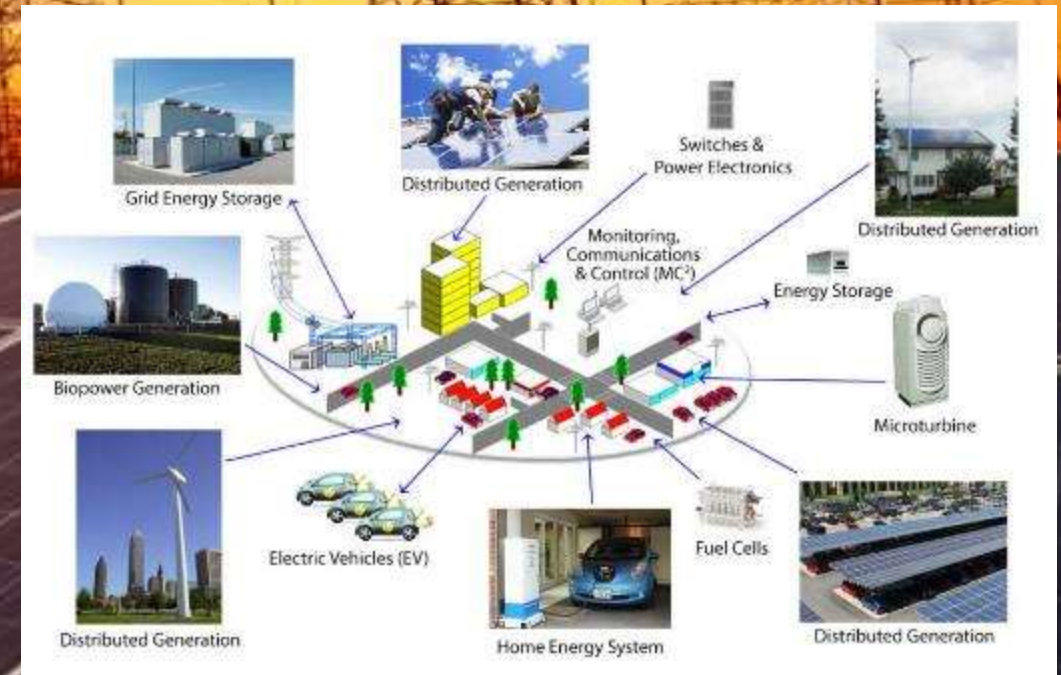 Grid Energy Storage
Distributed Generation
Switches &
Power Electronics
Distributed Generation
Monitoring,
Communications
& Control (MC²)
Energy Storage
Biopower Generation
Microturbine
Distributed Generation
Electric Vehicles (EV)
Home Energy System
Fuel Cells
Distributed Generation